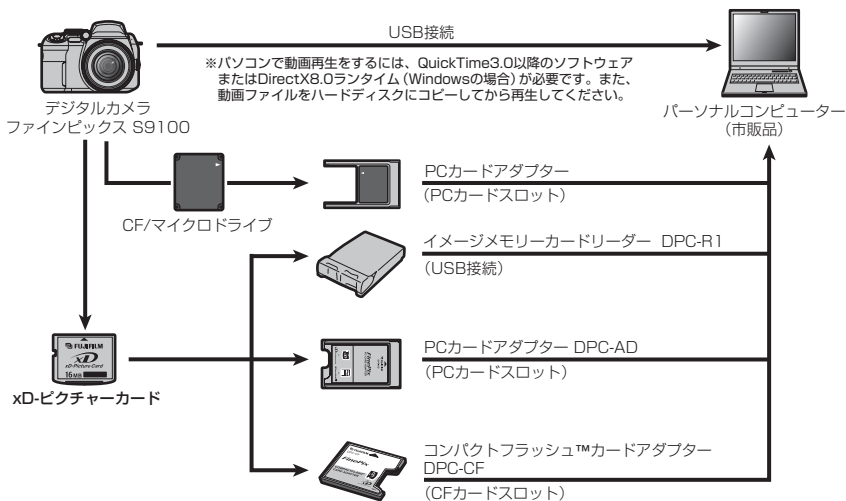 USB接続
※パソコンで動画再生をするには、QuickTime3.0以降のソフトウェア
またはDirectX8.0ランタイム（Windowsの場合）が必要です。また、
動画ファイルをハードディスクにコピーしてから再生してください。
デジタルカメラ
ファインピックス S9100
パーソナルコンピューター
（市販品）
CF/マイクロドライブ
PCカードアダプター
（PCカードスロット）
イメージメモリーカードリーダー DPC-R1
（USB接続）
FUJIFILM
xD
xD-Picture Card
16MB
xD-ピクチャーカード
FinePix
PCカードアダプター DPC-AD
（PCカードスロット）
FinePix
コンパクトフラッシュ™カードアダプター
DPC-CF
（CFカードスロット）